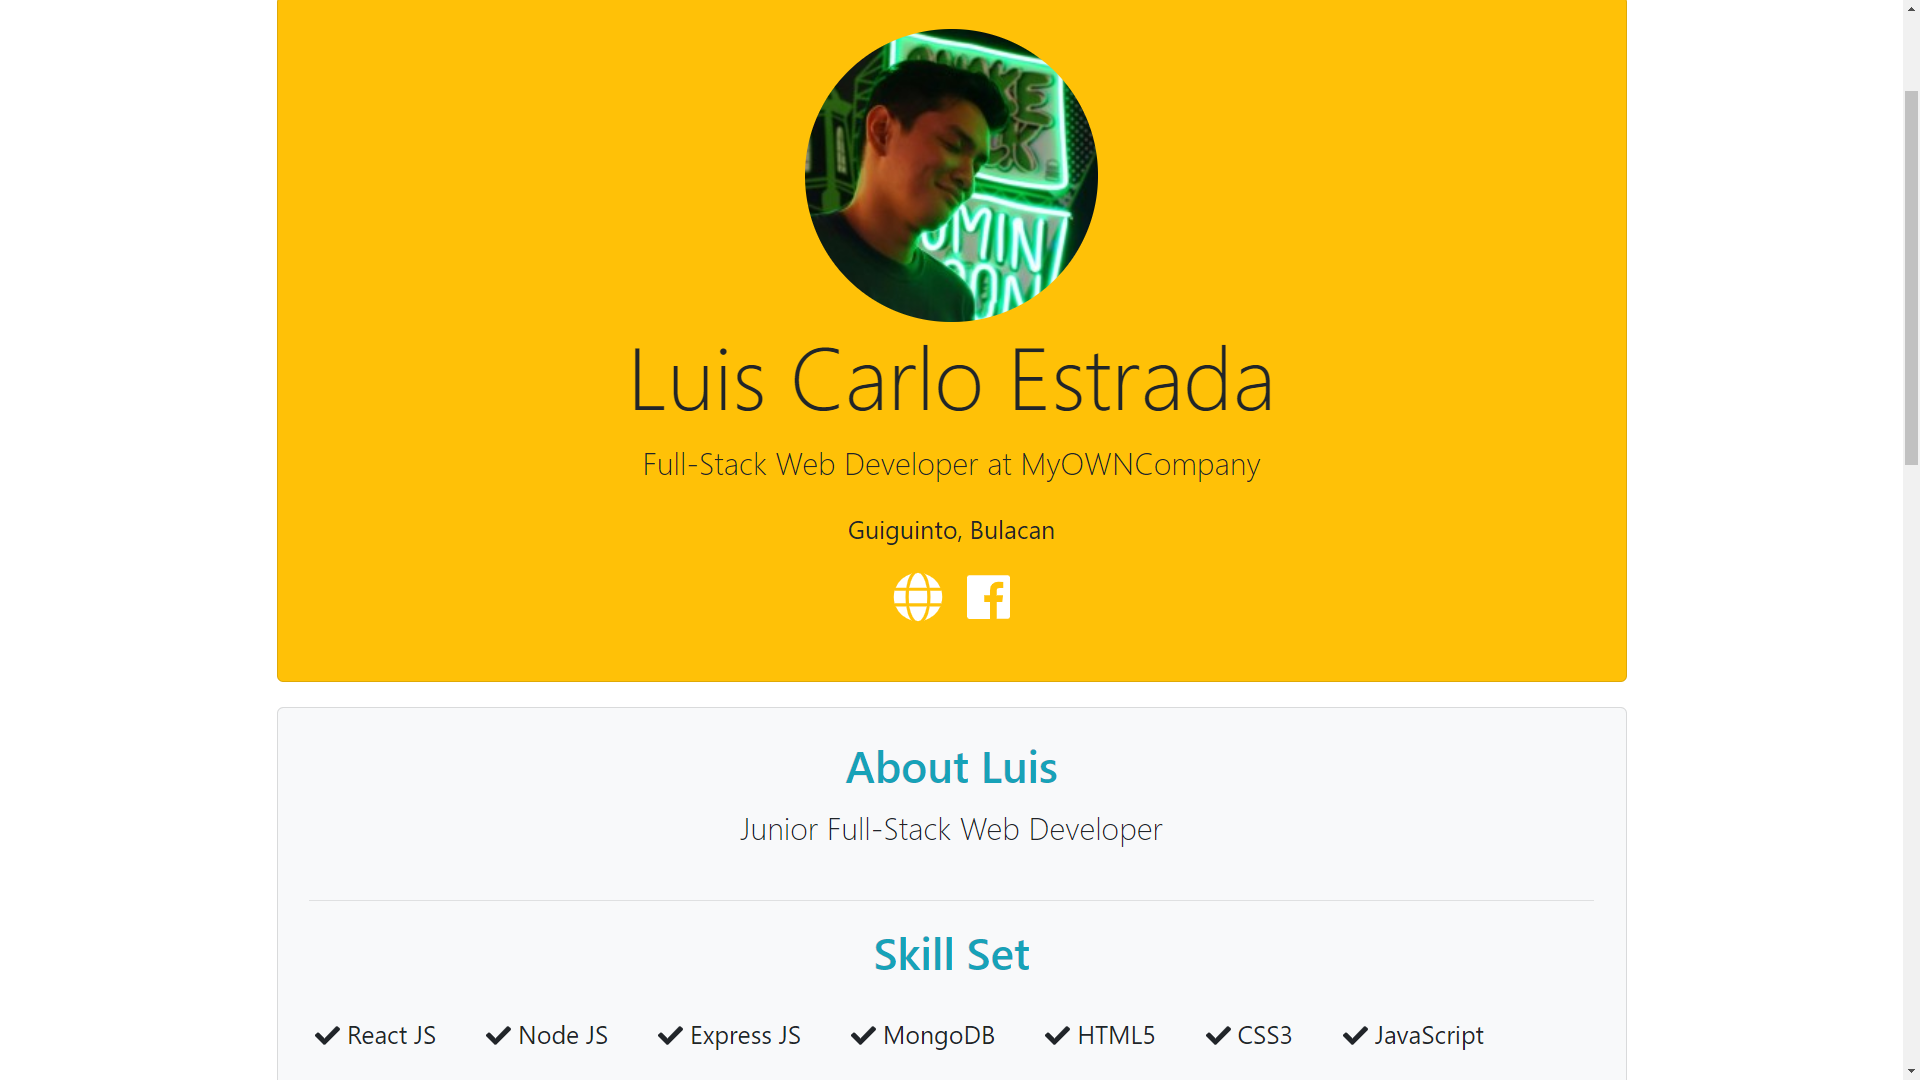 Luis Carlo Estrada
Full-Stack Web Developer at MyOWNCompany
Guiguinto, Bulacan
About Luis
Junior Full-Stack Web Developer
Skill Set
React JS Node JS Express JS MongoDB HTML5 CSS3 JavaScript